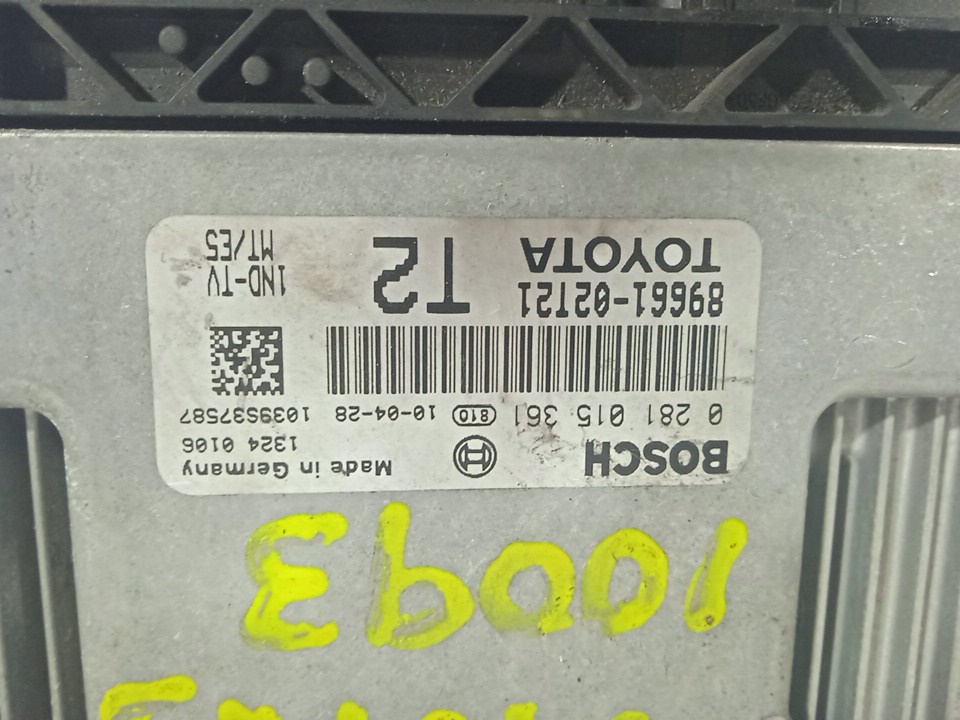 10093
BOSCH Made in Germany
1324 0106
0 281 015 361 810 10-04-28 1039S37587
89661-02T21 T2 1ND-TV
TOYOTA MT/E5